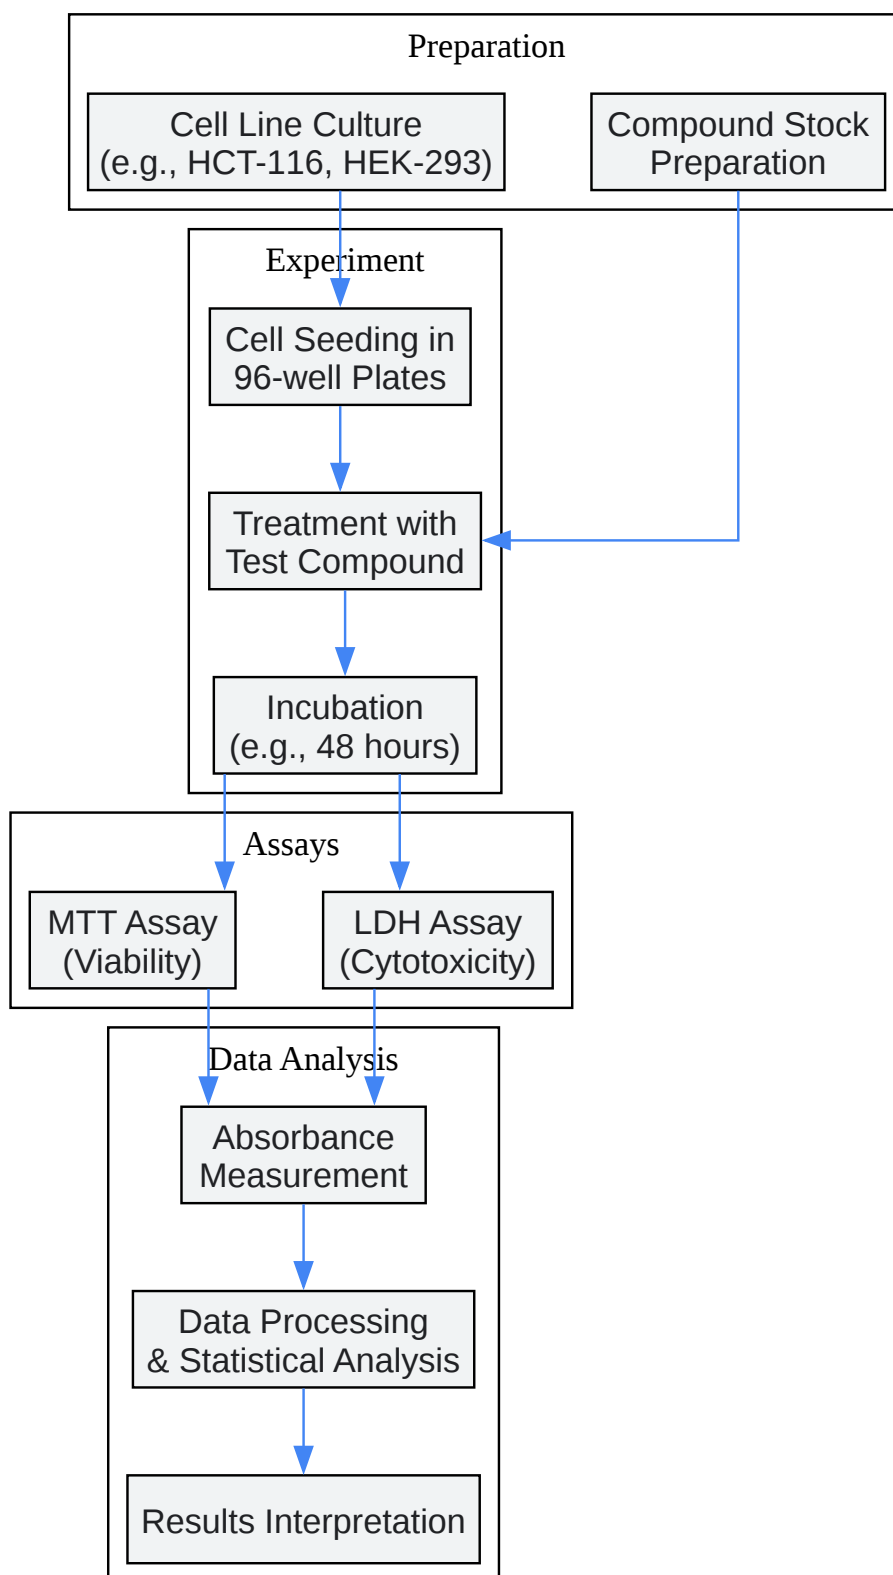 Preparation
Cell Line Culture
(e.g., HCT-116, HEK-293)
Compound Stock
Preparation
Experiment
Cell Seeding in
96-well Plates
Treatment with
Test Compound
Incubation
(e.g., 48 hours)
Assays
MTT Assay
(Viability)
LDH Assay
(Cytotoxicity)
Data Analysis
Absorbance
Measurement
Data Processing
& Statistical Analysis
Results Interpretation